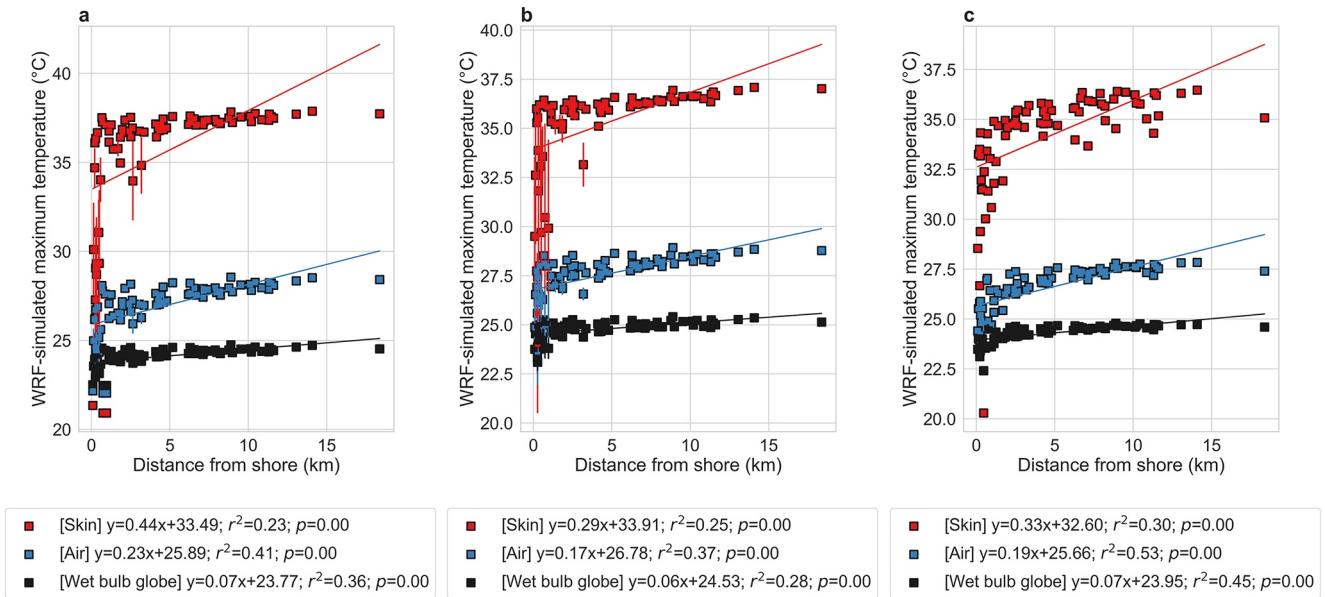 a
WRF-simulated maximum temperature (°C)
40
35
30
25
20
0 5 10 15
Distance from shore (km)
[Skin] y=0.44x+33.49; r²=0.23; p=0.00
[Air] y=0.23x+25.89; r²=0.41; p=0.00
[Wet bulb globe] y=0.07x+23.77; r²=0.36; p=0.00
b
WRF-simulated maximum temperature (°C)
40.0
37.5
35.0
32.5
30.0
27.5
25.0
22.5
20.0
0 5 10 15
Distance from shore (km)
[Skin] y=0.29x+33.91; r²=0.25; p=0.00
[Air] y=0.17x+26.78; r²=0.37; p=0.00
[Wet bulb globe] y=0.06x+24.53; r²=0.28; p=0.00
c
WRF-simulated maximum temperature (°C)
37.5
35.0
32.5
30.0
27.5
25.0
22.5
20.0
0 5 10 15
Distance from shore (km)
[Skin] y=0.33x+32.60; r²=0.30; p=0.00
[Air] y=0.19x+25.66; r²=0.53; p=0.00
[Wet bulb globe] y=0.07x+23.95; r²=0.45; p=0.00